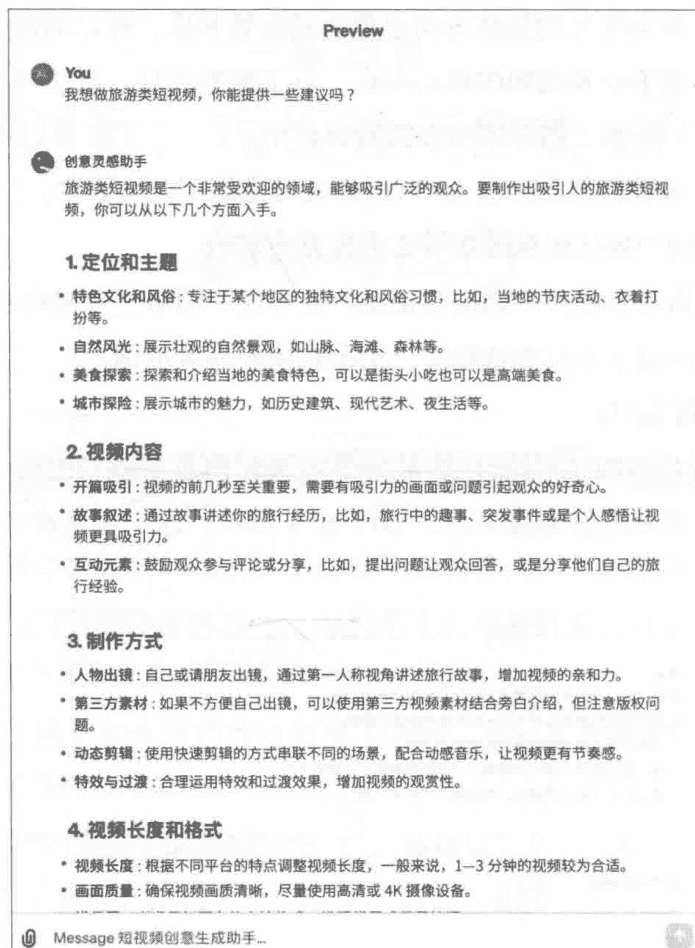 Preview
You
我想做旅游类短视频，你能提供一些建议吗？
创意灵感助手
旅游类短视频是一个非常受欢迎的领域，能够吸引广泛的观众。要制作出吸引人的旅游类短视
频，你可以从以下几个方面入手。
1. 定位和主题
• 特色文化和风俗：专注于某个地区的独特文化和风俗习惯，比如，当地的节庆活动、衣着打
扮等。
• 自然风光：展示壮观的自然景观，如山脉、海滩、森林等。
• 美食探索：探索和介绍当地的美食特色，可以是街头小吃也可以是高端美食。
• 城市探险：展示城市的魅力，如历史建筑、现代艺术、夜生活等。
2. 视频内容
• 开篇吸引：视频的前几秒至关重要，需要有吸引力的画面或问题引起观众的好奇心。
• 故事叙述：通过故事讲述你的旅行经历，比如，旅行中的趣事、突发事件或是个人感悟让视
频更具吸引力。
• 互动元素：鼓励观众参与评论或分享，比如，提出问题让观众回答，或是分享他们自己的旅
行经验。
3. 制作方式
• 人物出镜：自己或请朋友出镜，通过第一人称视角讲述旅行故事，增加视频的亲和力。
• 第三方素材：如果不方便自己出镜，可以使用第三方视频素材结合旁白介绍，但注意版权问
题。
• 动态剪辑：使用快速剪辑的方式串联不同的场景，配合动感音乐，让视频更有节奏感。
• 特效与过渡：合理运用特效和过渡效果，增加视频的观赏性。
4. 视频长度和格式
• 视频长度：根据不同平台的特点调整视频长度，一般来说，1—3 分钟的视频较为合适。
• 画面质量：确保视频画质清晰，尽量使用高清或 4K 摄像设备。
Message 短视频创意生成助手...